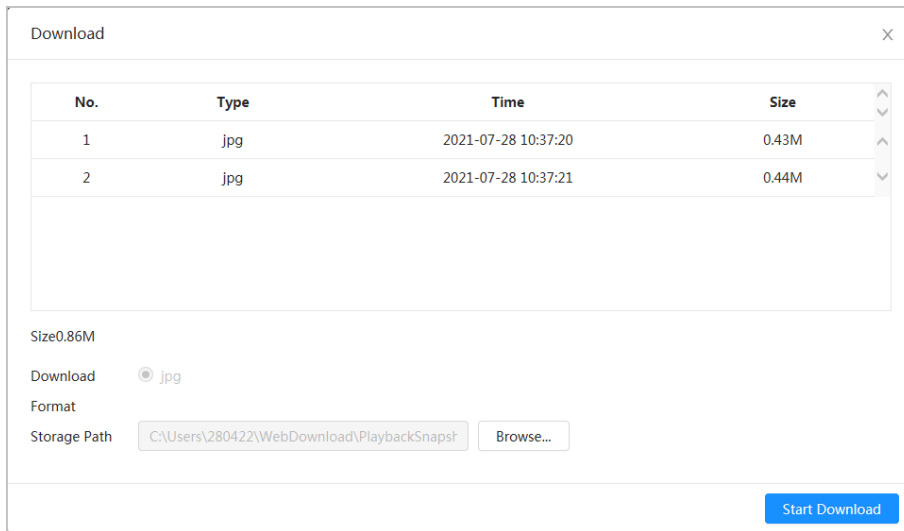 Download X
No. Type Time Size
1 jpg 2021-07-28 10:37:20 0.43M
2 jpg 2021-07-28 10:37:21 0.44M
Size0.86M
Download jpg
Format
Storage Path C:\Users\280422\WebDownload\PlaybackSnapsh Browse...
Start Download